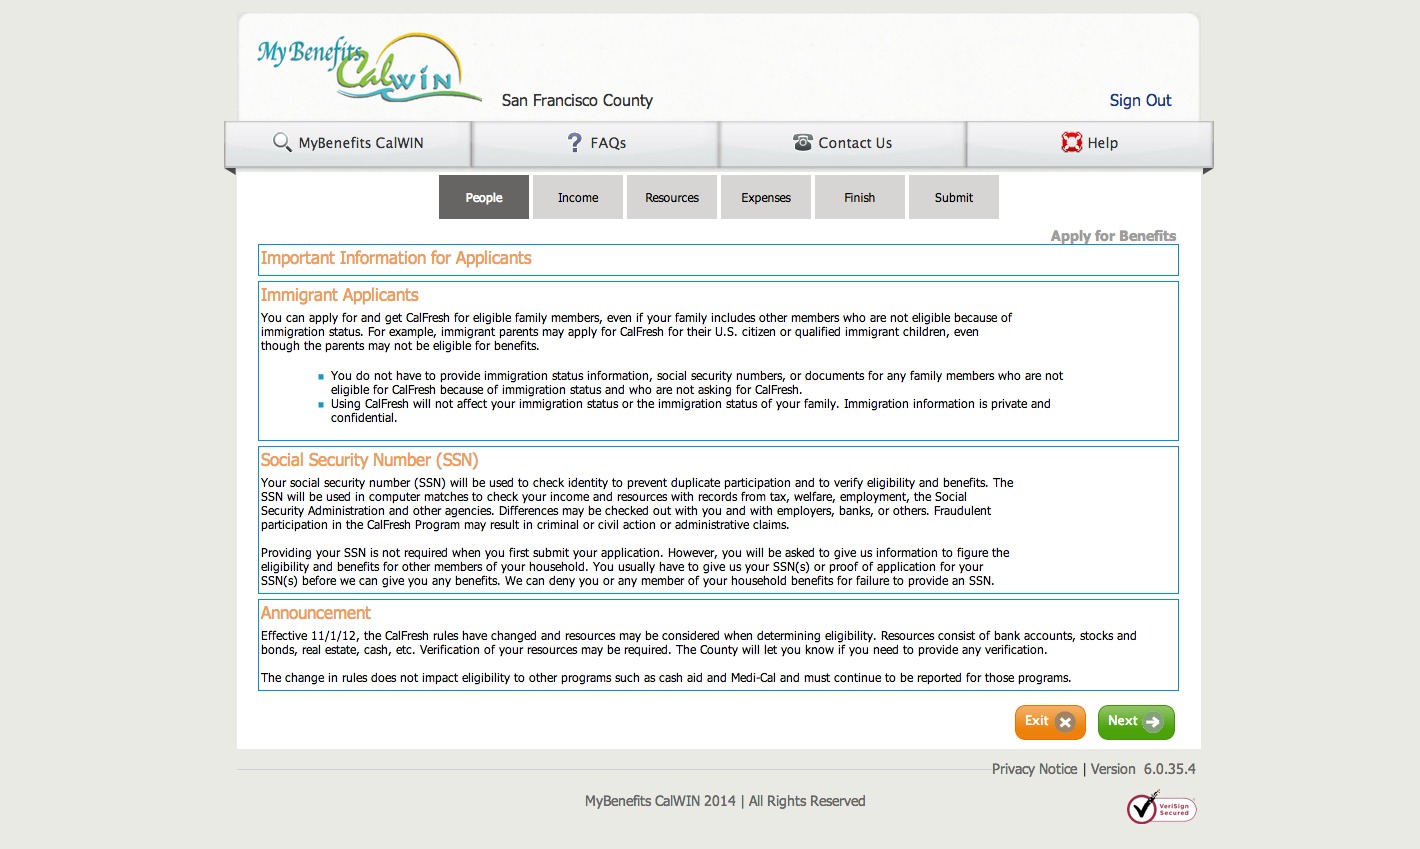 My Benefits
CalWIN
San Francisco County
Sign Out
MyBenefits CalWIN
? FAQs
Contact Us
Help
People
Income
Resources
Expenses
Finish
Submit
Apply for Benefits
Important Information for Applicants
Immigrant Applicants
You can apply for and get CalFresh for eligible family members, even if your family includes other members who are not eligible because of
immigration status. For example, immigrant parents may apply for CalFresh for their U.S. citizen or qualified immigrant children, even
though the parents may not be eligible for benefits.
You do not have to provide immigration status information, social security numbers, or documents for any family members who are not
eligible for CalFresh because of immigration status and who are not asking for CalFresh.
Using CalFresh will not affect your immigration status or the immigration status of your family. Immigration information is private and
confidential.
Social Security Number (SSN)
Your social security number (SSN) will be used to check identity to prevent duplicate participation and to verify eligibility and benefits. The
SSN will be used in computer matches to check your income and resources with records from tax, welfare, employment, the Social
Security Administration and other agencies. Differences may be checked out with you and with employers, banks, or others. Fraudulent
participation in the CalFresh Program may result in criminal or civil action or administrative claims.
Providing your SSN is not required when you first submit your application. However, you will be asked to give us information to figure the
eligibility and benefits for other members of your household. You usually have to give us your SSN(s) or proof of application for your
SSN(s) before we can give you any benefits. We can deny you or any member of your household benefits for failure to provide an SSN.
Announcement
Effective 11/1/12, the CalFresh rules have changed and resources may be considered when determining eligibility. Resources consist of bank accounts, stocks and
bonds, real estate, cash, etc. Verification of your resources may be required. The County will let you know if you need to provide any verification.
The change in rules does not impact eligibility to other programs such as cash aid and Medi-Cal and must continue to be reported for those programs.
Exit
Next
Privacy Notice | Version 6.0.35.4
MyBenefits CalWIN 2014 | All Rights Reserved
VeriSign
Secured